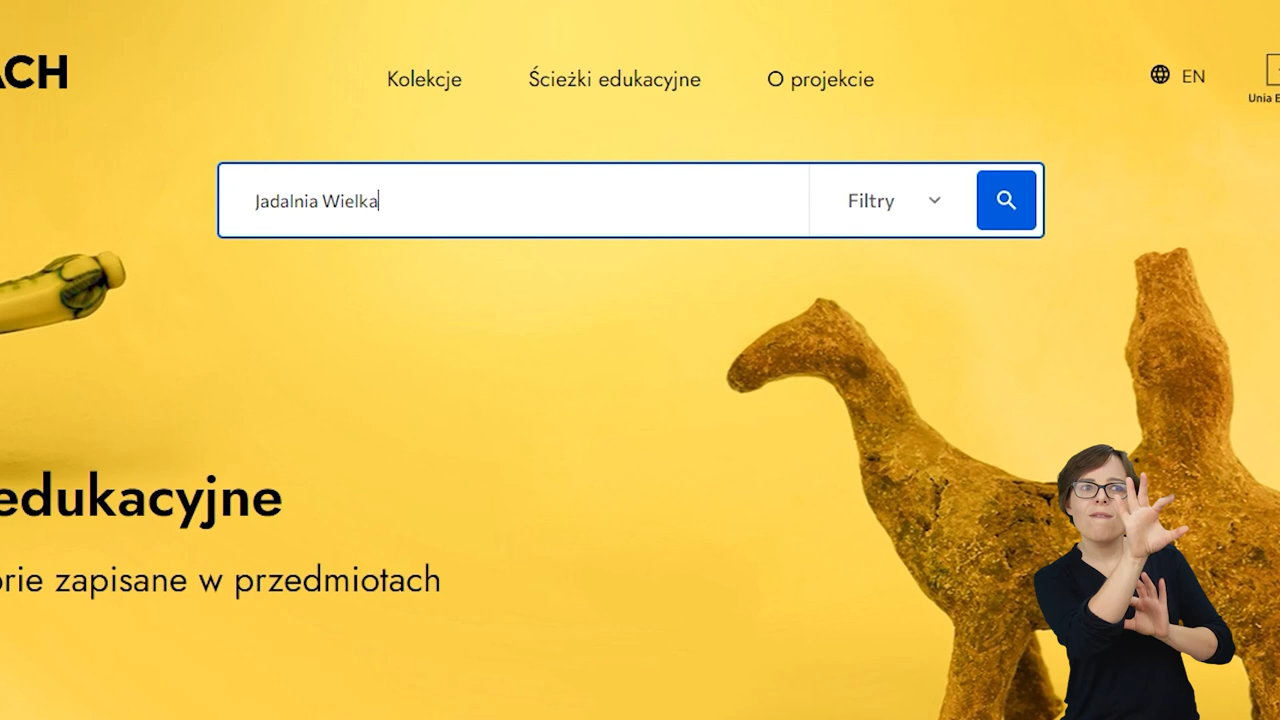 ACH
Kolekcje
Ścieżki edukacyjne
O projekcie
EN
Unia E
Jadalnia Wielka
Filtry
edukacyjne
orie zapisane w przedmiotach